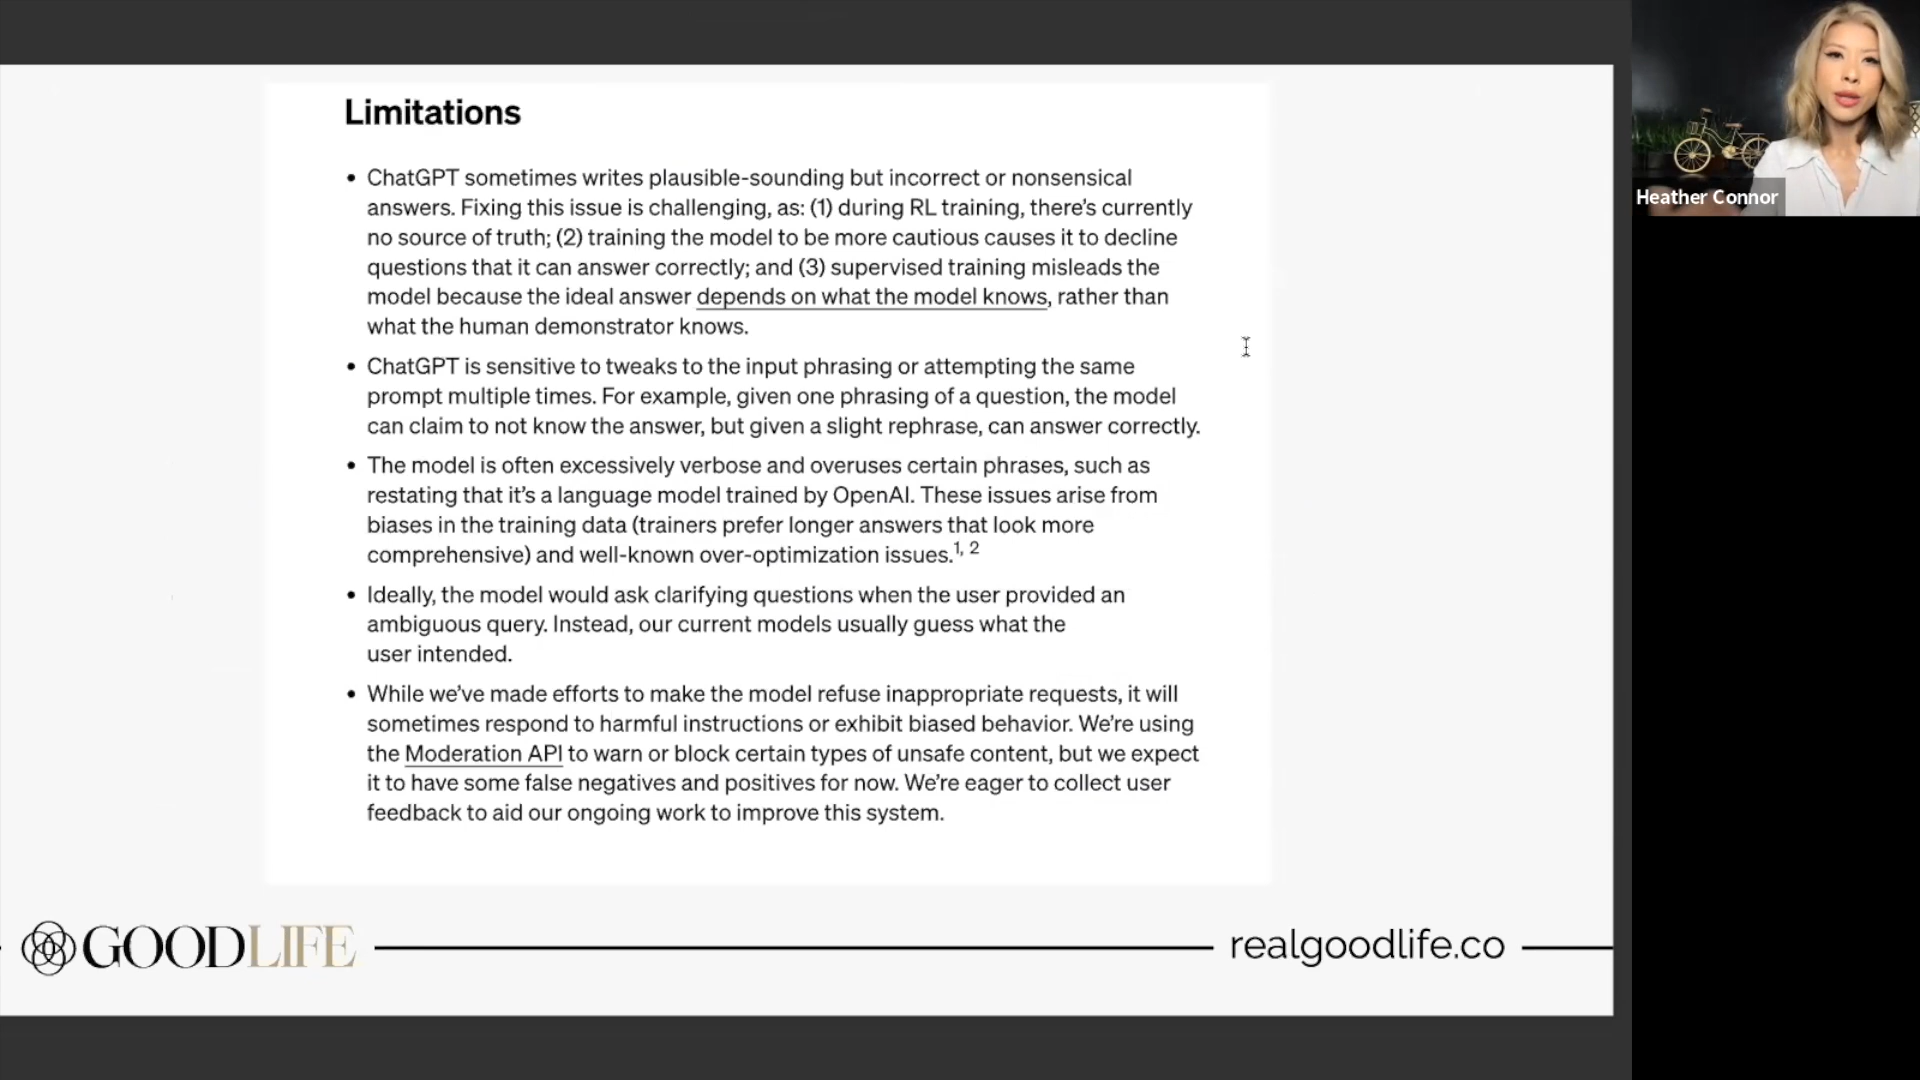 Limitations
• ChatGPT sometimes writes plausible-sounding but incorrect or nonsensical
answers. Fixing this issue is challenging, as: (1) during RL training, there’s currently
no source of truth; (2) training the model to be more cautious causes it to decline
questions that it can answer correctly; and (3) supervised training misleads the
model because the ideal answer depends on what the model knows, rather than
what the human demonstrator knows.
• ChatGPT is sensitive to tweaks to the input phrasing or attempting the same
prompt multiple times. For example, given one phrasing of a question, the model
can claim to not know the answer, but given a slight rephrase, can answer correctly.
• The model is often excessively verbose and overuses certain phrases, such as
restating that it’s a language model trained by OpenAI. These issues arise from
biases in the training data (trainers prefer longer answers that look more
comprehensive) and well-known over-optimization issues.1, 2
• Ideally, the model would ask clarifying questions when the user provided an
ambiguous query. Instead, our current models usually guess what the
user intended.
• While we’ve made efforts to make the model refuse inappropriate requests, it will
sometimes respond to harmful instructions or exhibit biased behavior. We’re using
the Moderation API to warn or block certain types of unsafe content, but we expect
it to have some false negatives and positives for now. We’re eager to collect user
feedback to aid our ongoing work to improve this system.
GOODLIFE
realgoodlife.co
Heather Connor